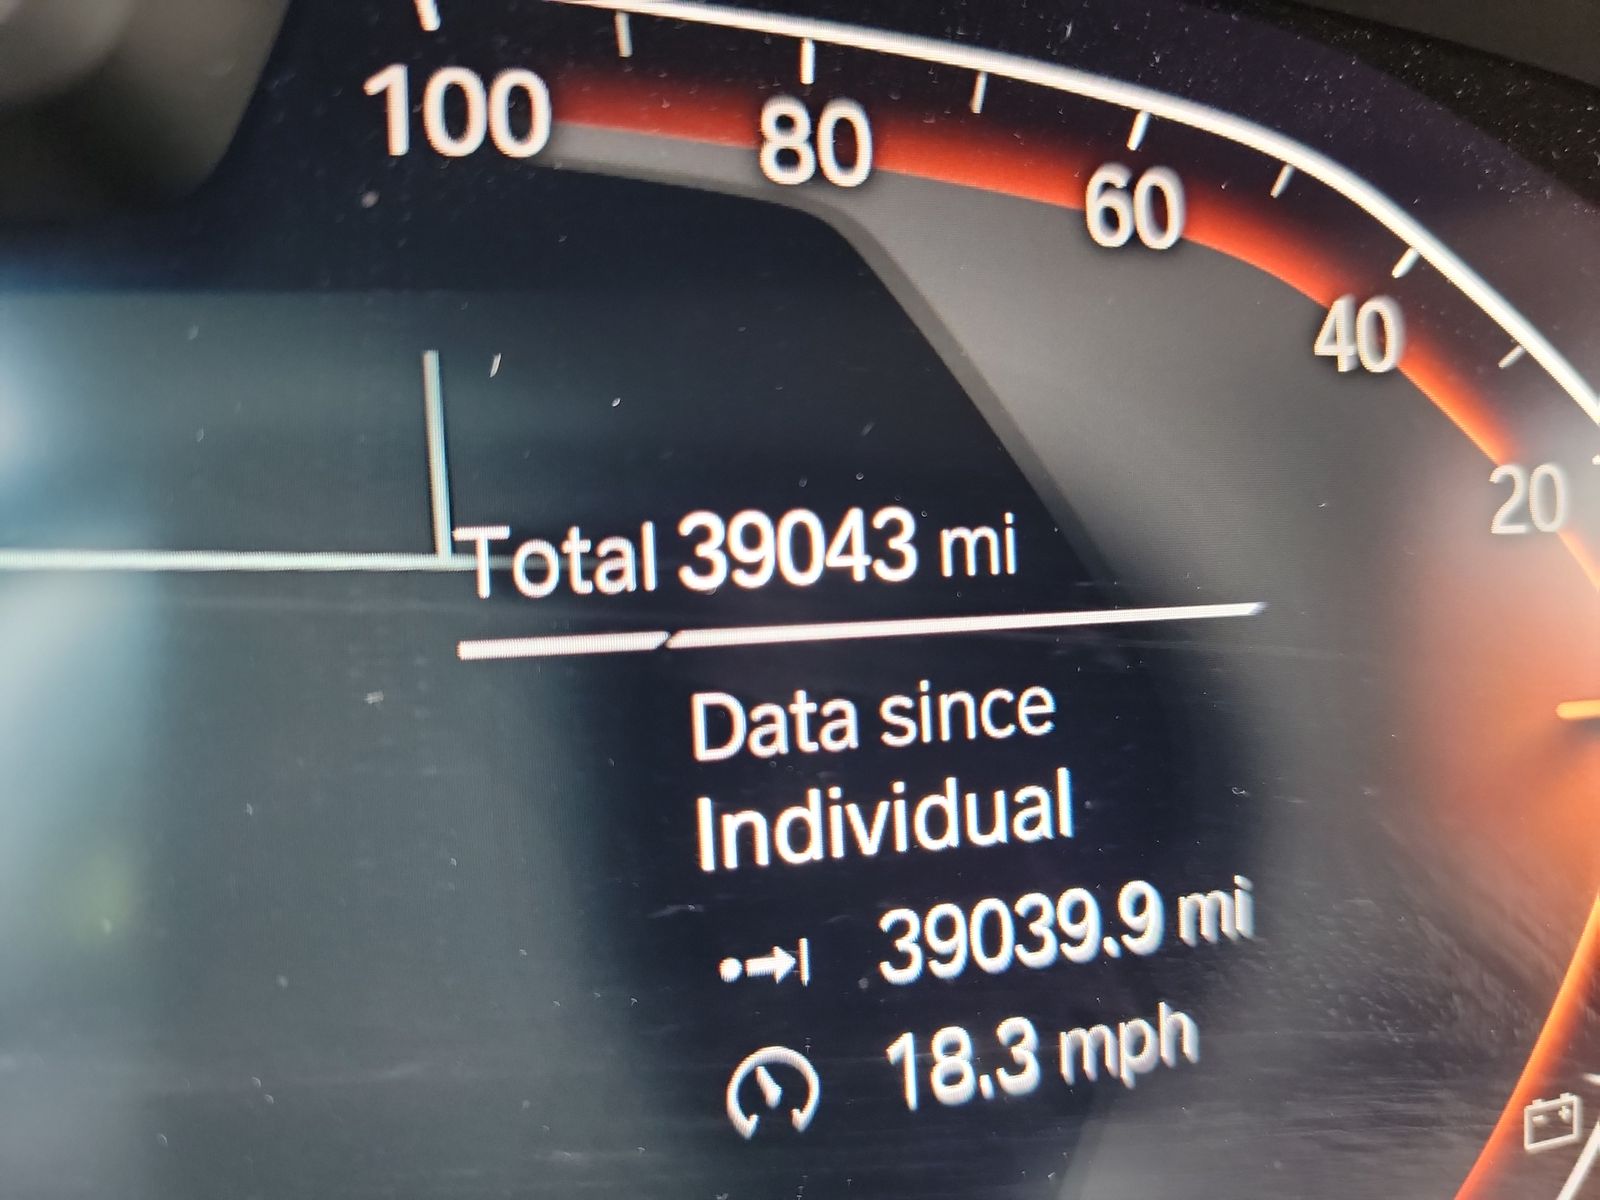 100 80 60 40 20
Total 39043 mi
Data since
Individual
39039.9 mi
18.3 mph